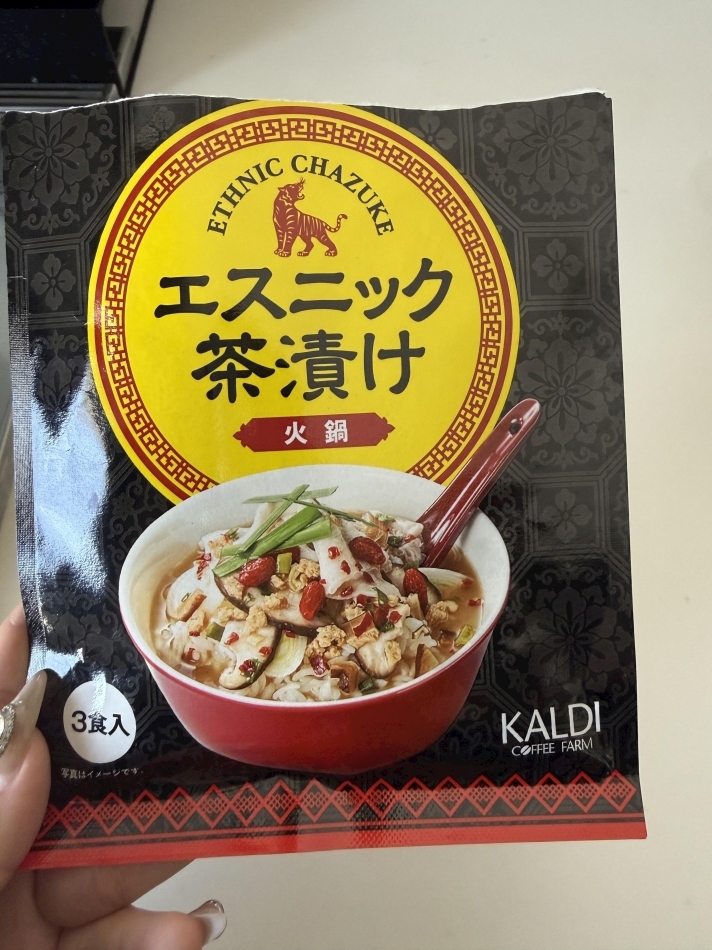 ETHNIC CHAZUKE
エスニック
茶漬け
火鍋
3食入
写真はイメージです。
KALDI
COFFEE FARM